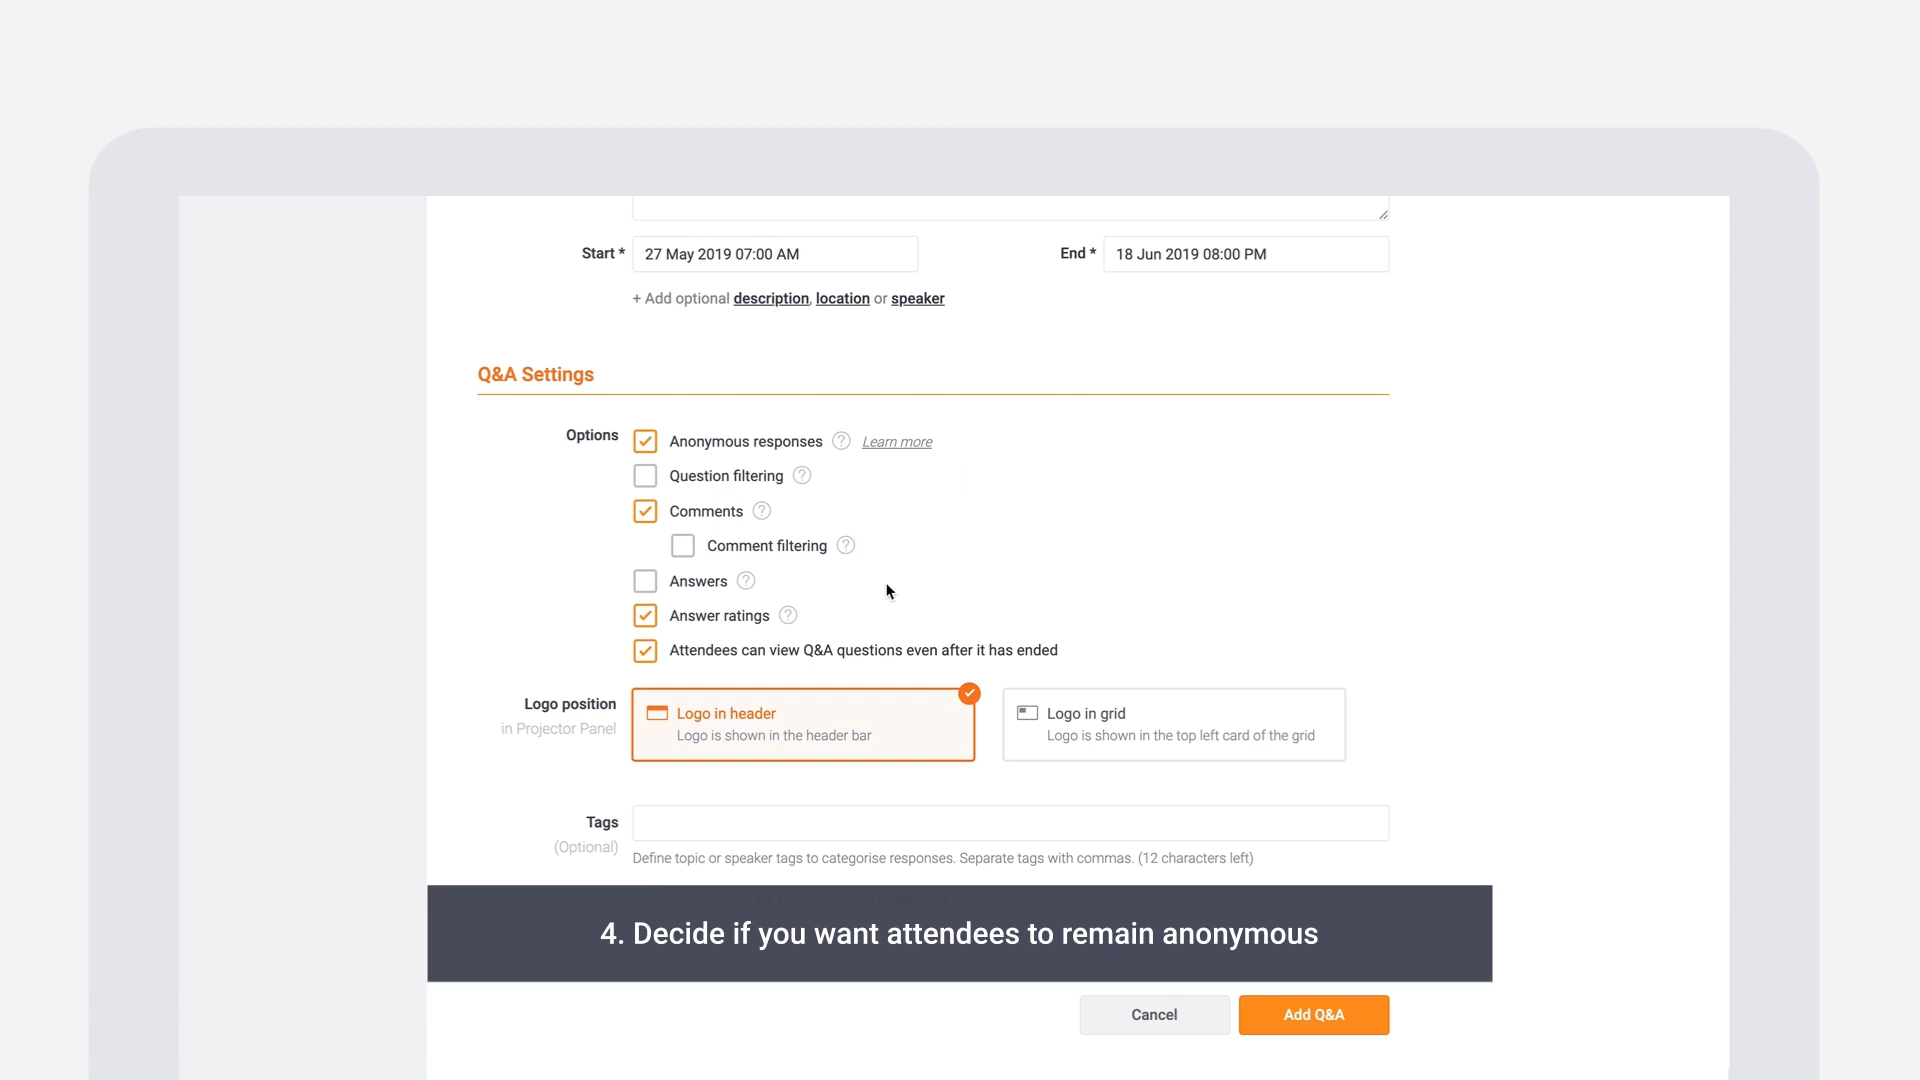 Start * 27 May 2019 07:00 AM End * 18 Jun 2019 08:00 PM
+ Add optional description, location or speaker
Q&A Settings
Options Anonymous responses ? Learn more
Question filtering ?
Comments ?
Comment filtering ?
Answers ?
Answer ratings ?
Attendees can view Q&A questions even after it has ended
Logo position
in Projector Panel
Logo in header
Logo is shown in the header bar
Logo in grid
Logo is shown in the top left card of the grid
Tags
(Optional)
Define topic or speaker tags to categorise responses. Separate tags with commas. (12 characters left)
4. Decide if you want attendees to remain anonymous
Cancel Add Q&A